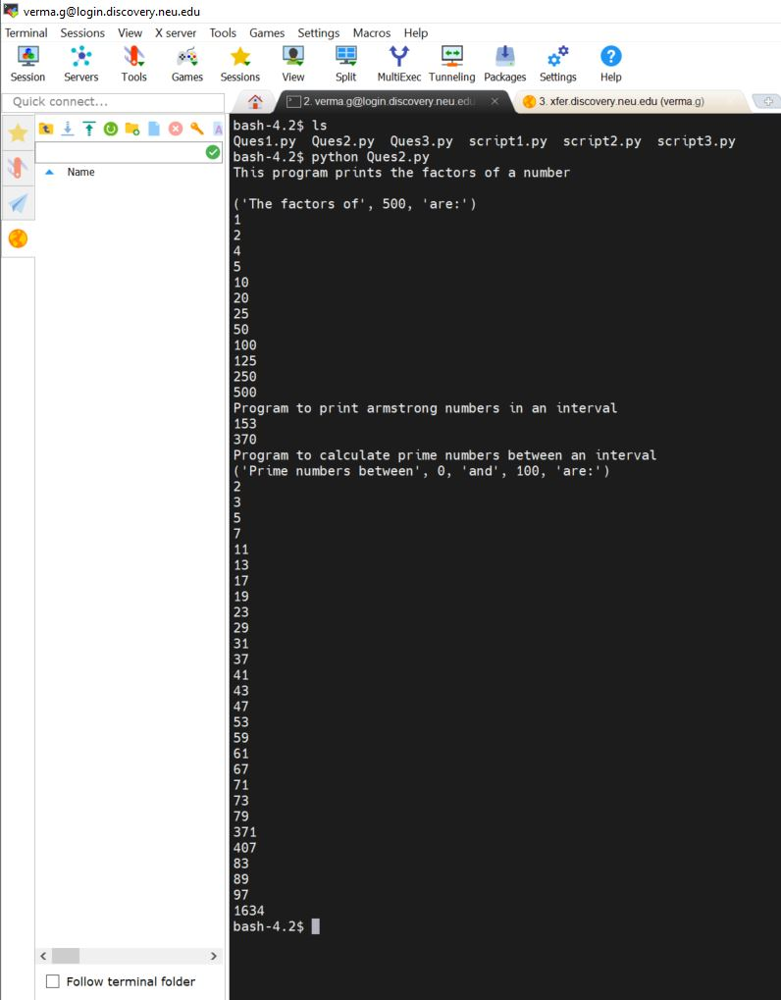 verma.g@login.discovery.neu.edu
Terminal Sessions View X server Tools Games Settings Macros Help
Session Servers Tools Games Sessions View Split MultiExec Tunneling Packages Settings Help
Quick connect...
2. verma.g@login.discovery.neu.edu
3. xfer.discovery.neu.edu (verma.g)
Name
bash-4.2$ ls
Ques1.py Ques2.py Ques3.py script1.py script2.py script3.py
bash-4.2$ python Ques2.py
This program prints the factors of a number
('The factors of', 500, 'are:')
1
2
4
5
10
20
25
50
100
125
250
500
Program to print armstrong numbers in an interval
153
370
Program to calculate prime numbers between an interval
('Prime numbers between', 0, 'and', 100, 'are:')
2
3
5
7
11
13
17
19
23
29
31
37
41
43
47
53
59
61
67
71
73
79
371
407
83
89
97
1634
bash-4.2$
Follow terminal folder